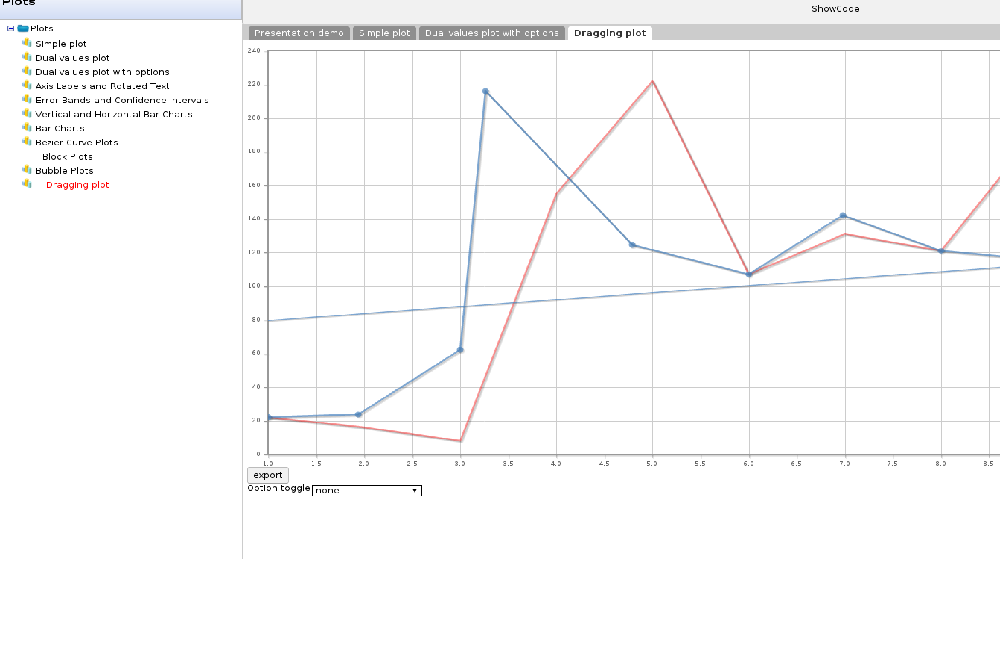 Plots
ShowCode
Plots
Simple plot
Dual values plot
Dual values plot with options
Axis Labels and Rotated Text
Error Bands and Confidence Intervals
Vertical and Horizontal Bar Charts
Bar Charts
Bezier Curve Plots
Block Plots
Bubble Plots
Dragging plot
Presentation demo Simple plot Dual values plot with options Dragging plot
240
220
200
180
160
140
120
100
80
60
40
20
0
1.0 1.5 2.0 2.5 3.0 3.5 4.0 4.5 5.0 5.5 6.0 6.5 7.0 7.5 8.0 8.5
export
Option toggle none